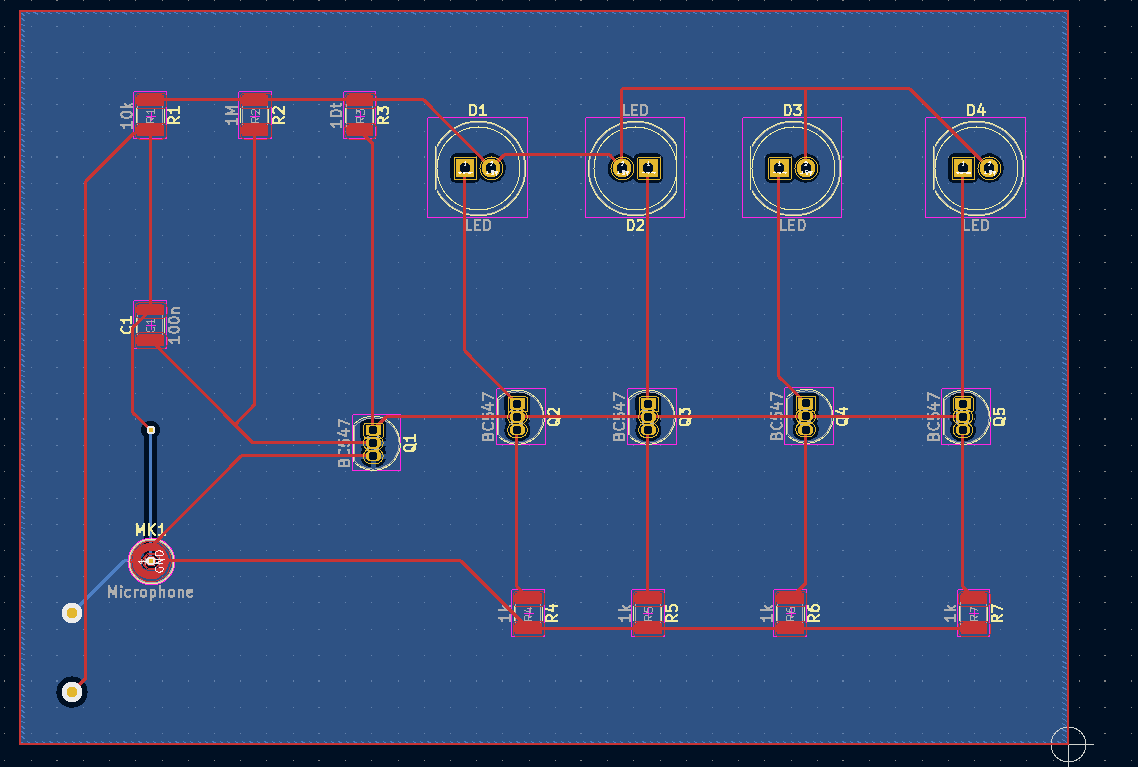 10k
R1
R1
1M
R2
R2
10k
R3
R3
D1
LED
LED
D2
D3
LED
D4
LED
C1
C1
100n
BC547
Q1
BC547
Q2
BC547
Q3
BC547
Q4
BC547
Q5
MK1
1
GND
Microphone
1k
R4
R4
1k
R5
R5
1k
R6
R6
1k
R7
R7